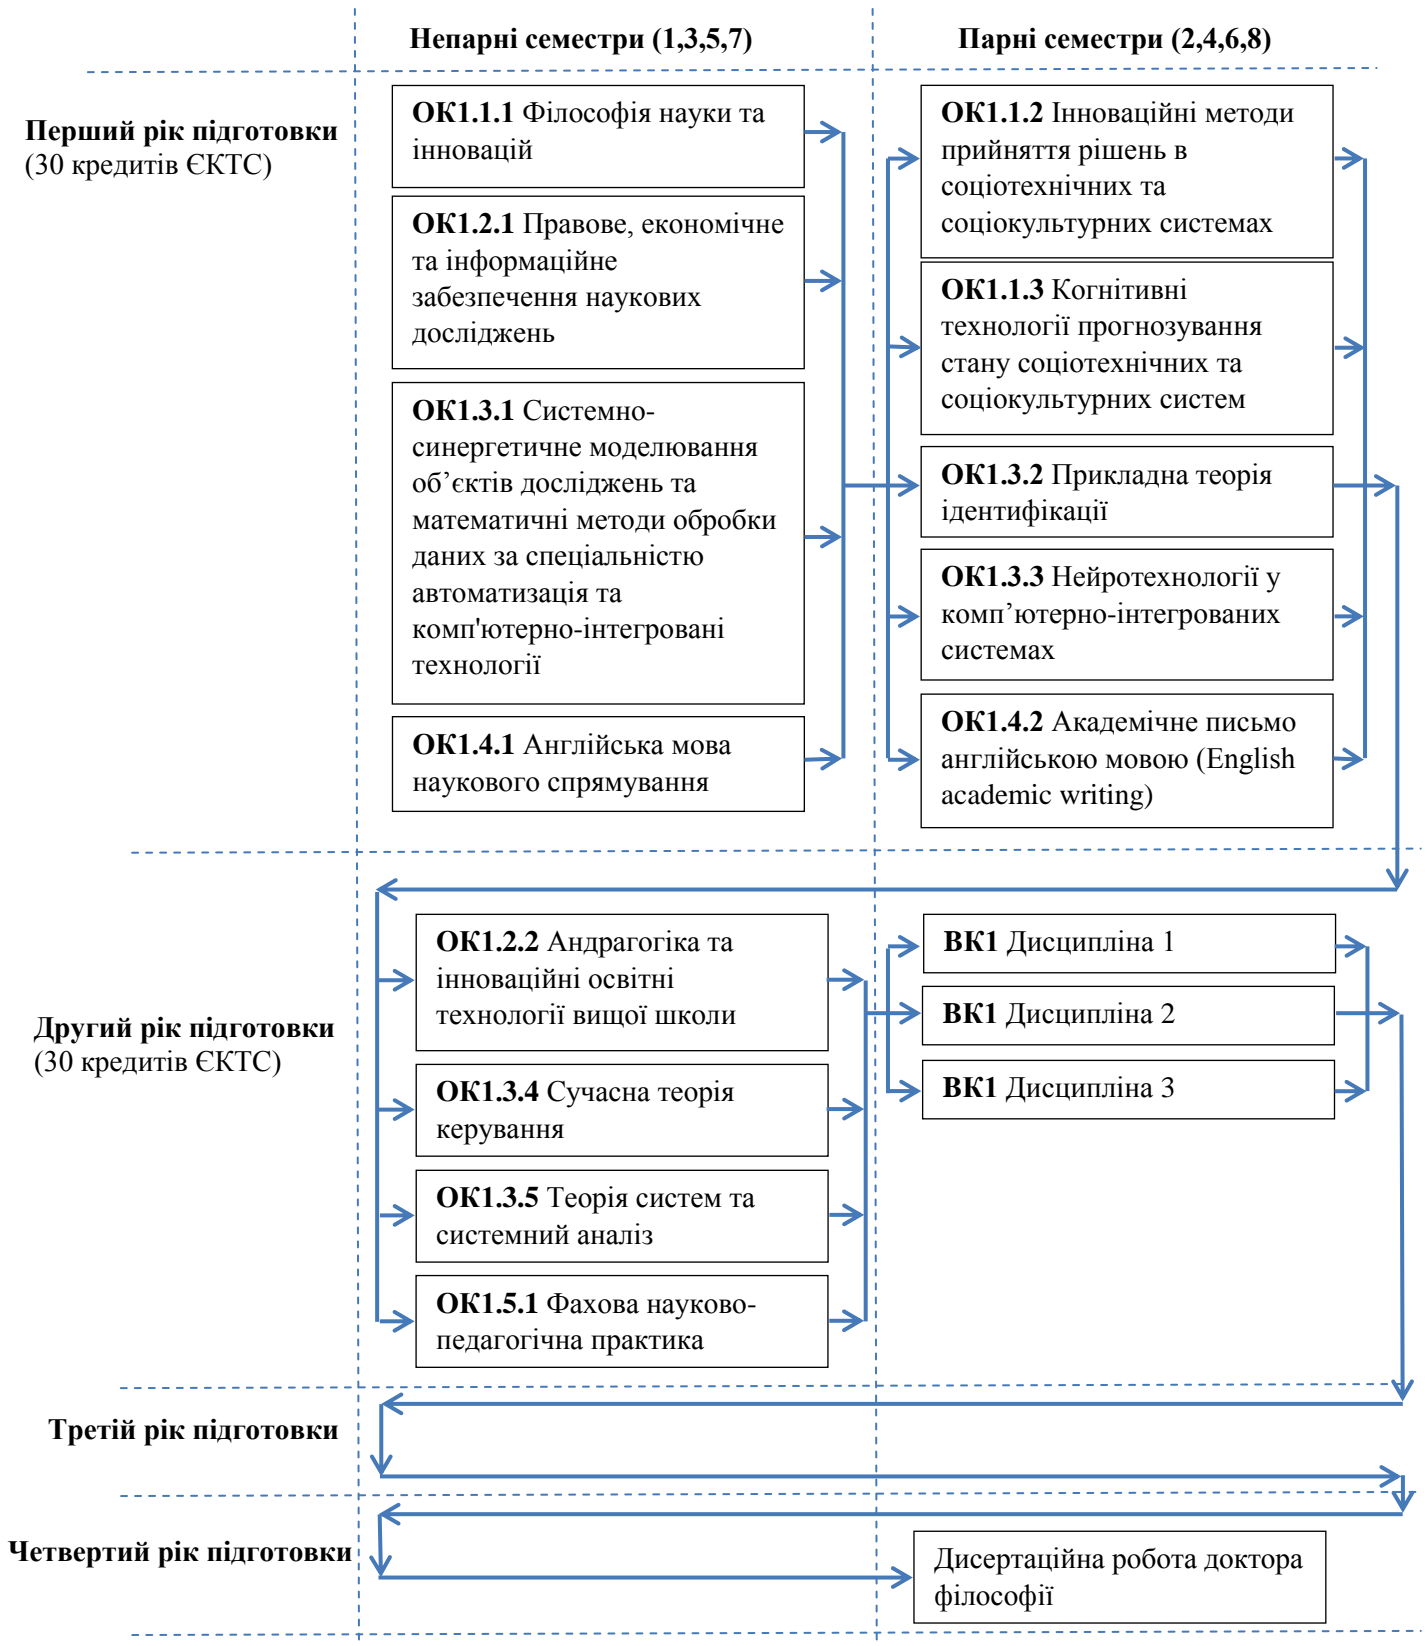 Непарні семестри (1,3,5,7)
Парні семестри (2,4,6,8)
Перший рік підготовки
(30 кредитів ЄКТС)
ОК1.1.1 Філософія науки та
інновацій
ОК1.2.1 Правове, економічне
та інформаційне
забезпечення наукових
досліджень
ОК1.3.1 Системно-
синергетичне моделювання
об’єктів досліджень та
математичні методи обробки
даних за спеціальністю
автоматизація та
комп'ютерно-інтегровані
технології
ОК1.4.1 Англійська мова
наукового спрямування
ОК1.1.2 Інноваційні методи
прийняття рішень в
соціотехнічних та
соціокультурних системах
ОК1.1.3 Когнітивні
технології прогнозування
стану соціотехнічних та
соціокультурних систем
ОК1.3.2 Прикладна теорія
ідентифікації
ОК1.3.3 Нейротехнології у
комп’ютерно-інтегрованих
системах
ОК1.4.2 Академічне письмо
англійською мовою (English
academic writing)
Другий рік підготовки
(30 кредитів ЄКТС)
ОК1.2.2 Андрагогіка та
інноваційні освітні
технології вищої школи
ОК1.3.4 Сучасна теорія
керування
ОК1.3.5 Теорія систем та
системний аналіз
ОК1.5.1 Фахова науково-
педагогічна практика
ВК1 Дисципліна 1
ВК1 Дисципліна 2
ВК1 Дисципліна 3
Третій рік підготовки
Четвертий рік підготовки
Дисертаційна робота доктора
філософії